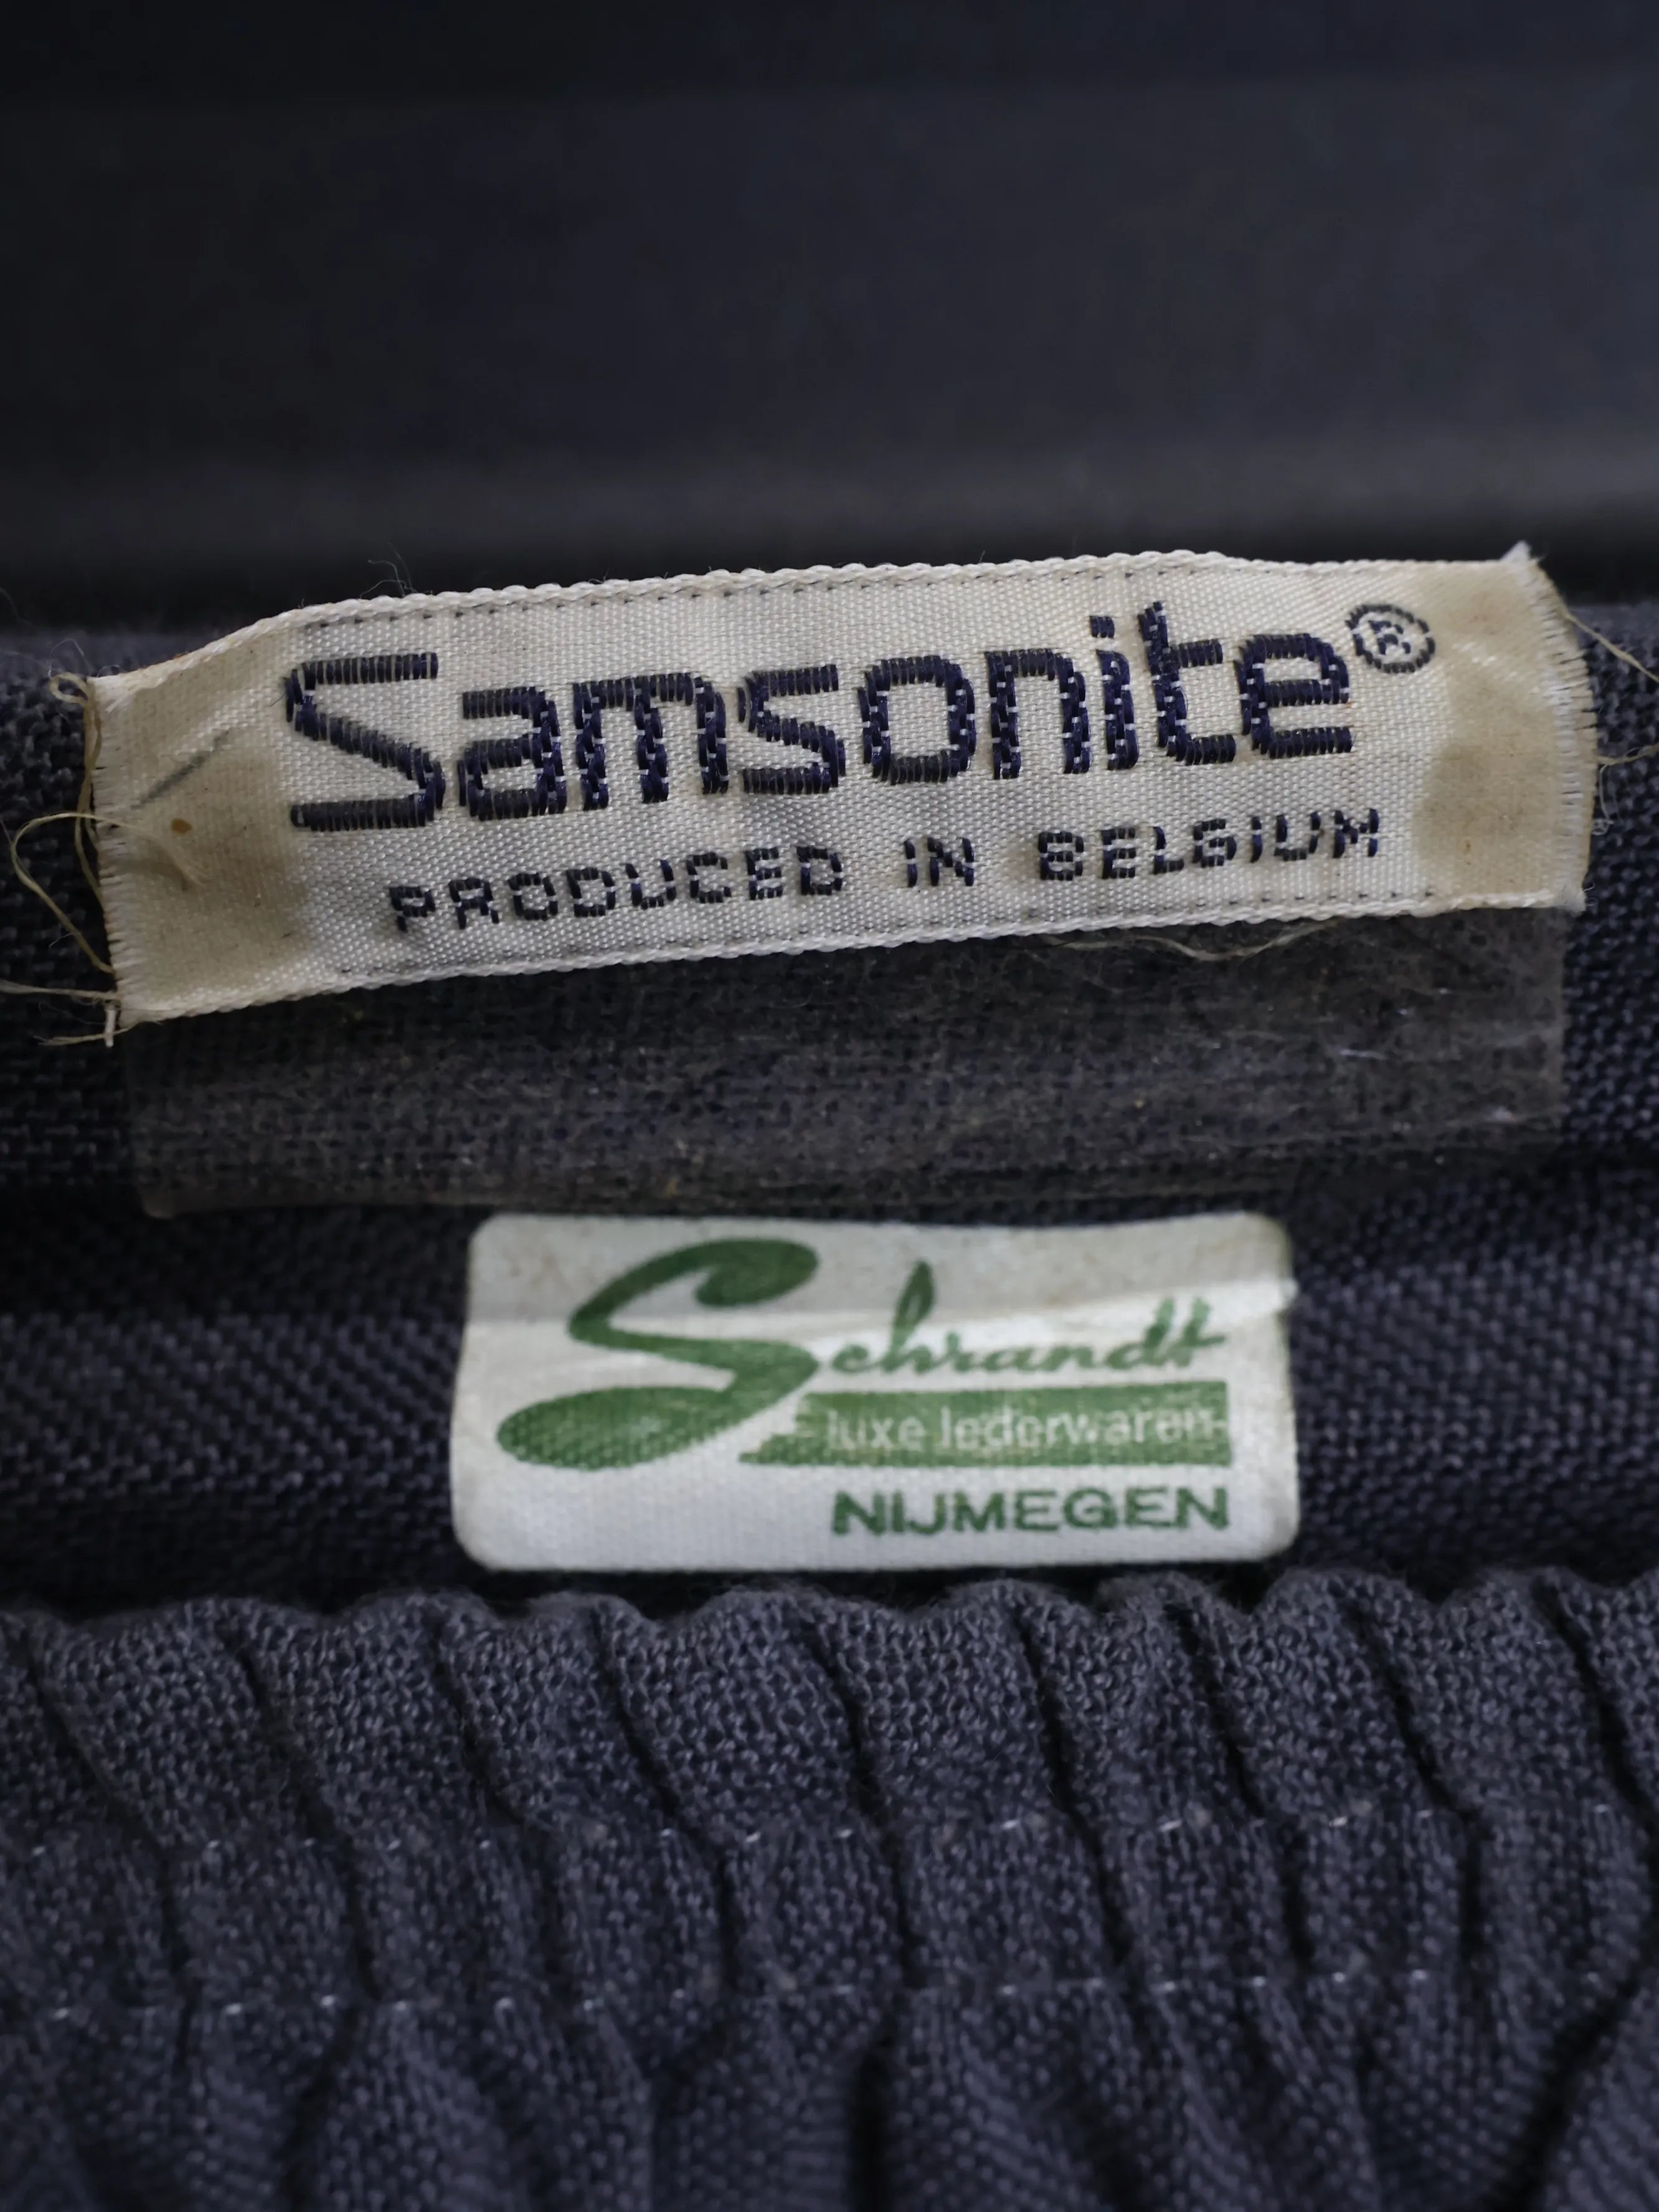 Samsonite®
PRODUCED IN BELGIUM
Schrandt
luxe lederwaren
NIJMEGEN